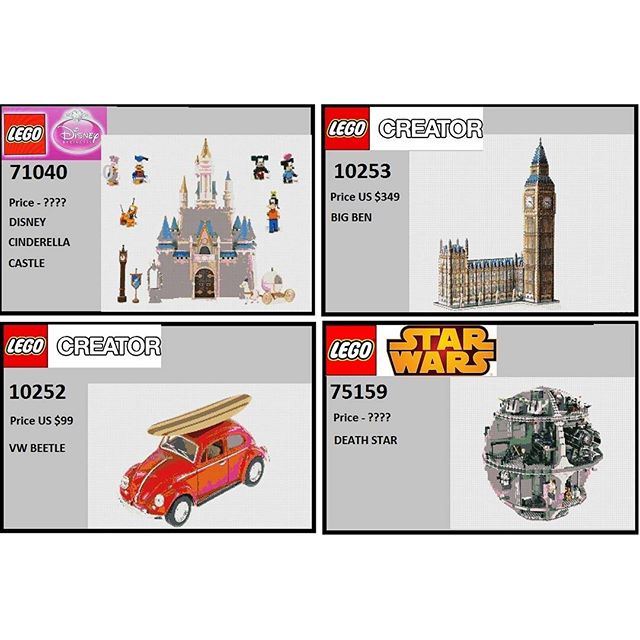 LEGO
Disney
PRINCESS
71040
Price - ????
DISNEY
CINDERELLA
CASTLE
LEGO CREATOR
10253
Price US $349
BIG BEN
LEGO CREATOR
10252
Price US $99
VW BEETLE
LEGO STAR
WARS
75159
Price - ????
DEATH STAR